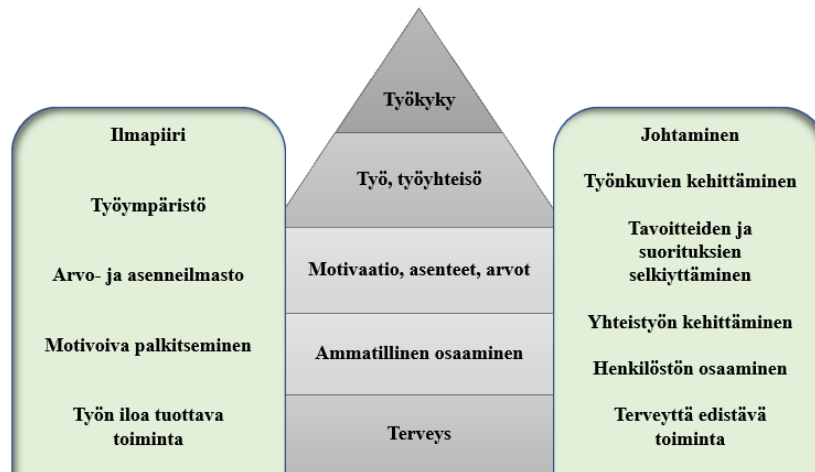 Ilmapiiri
Työympäristö
Arvo- ja asenneilmasto
Motivoiva palkitseminen
Työn iloa tuottava
toiminta
Työkyky
Työ, työyhteisö
Motivaatio, asenteet, arvot
Ammatillinen osaaminen
Terveys
Johtaminen
Työnkuvien kehittäminen
Tavoitteiden ja
suorituksien
selkiyttäminen
Yhteistyön kehittäminen
Henkilöstön osaaminen
Terveyttä edistävä
toiminta